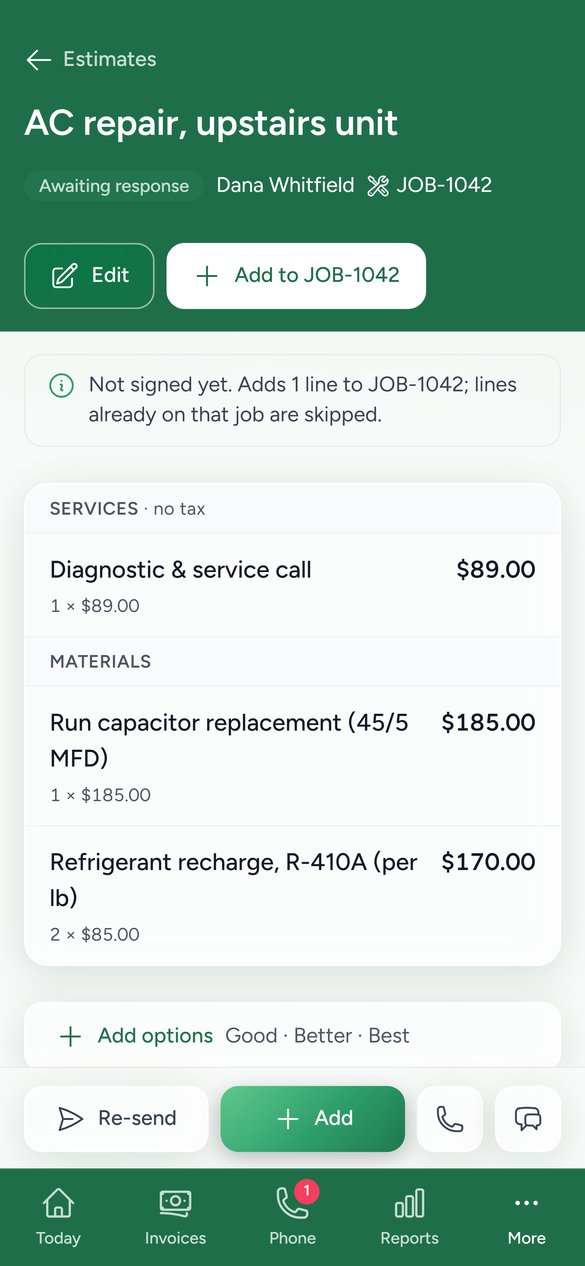 Estimates
AC repair, upstairs unit
Awaiting response Dana Whitfield JOB-1042
Edit
Add to JOB-1042
Not signed yet. Adds 1 line to JOB-1042; lines
already on that job are skipped.
SERVICES · no tax
Diagnostic & service call $89.00
1 × $89.00
MATERIALS
Run capacitor replacement (45/5 $185.00
MFD)
1 × $185.00
Refrigerant recharge, R-410A (per $170.00
lb)
2 × $85.00
Add options Good · Better · Best
Re-send
Add
1
Today Invoices Phone Reports More